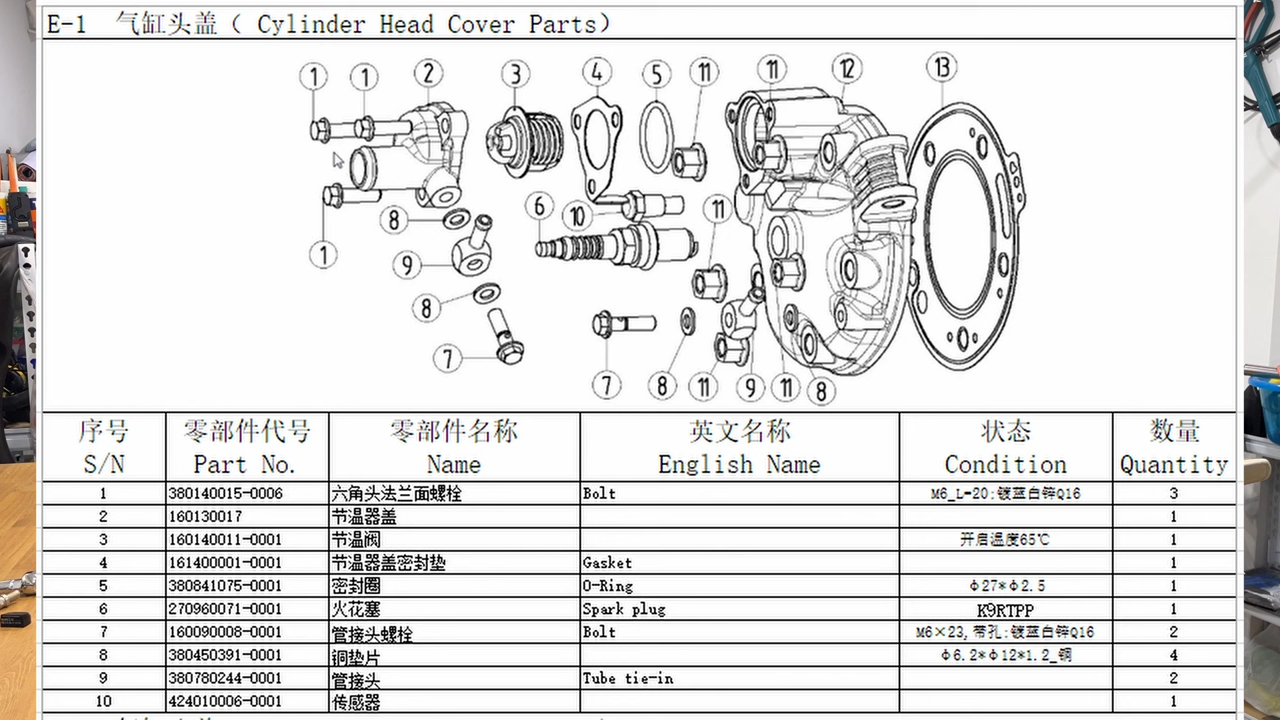 E-1 气缸头盖（ Cylinder Head Cover Parts）
1 1 2 3 4 5 11 11 12 13
8 6 10 11
1 9
8
7 7 8 11 9 11 8
序号 零部件代号 零部件名称 英文名称 状态 数量
S/N Part No. Name English Name Condition Quantity
1 380140015-0006 六角头法兰面螺栓 Bolt M6_L=20;镀蓝白锌Q16 3
2 160130017 节温器盖 1
3 160140011-0001 节温阀 开启温度65℃ 1
4 161400001-0001 节温器盖密封垫 Gasket 1
5 380841075-0001 密封圈 O-Ring Φ27*Φ2.5 1
6 270960071-0001 火花塞 Spark plug K9RTPP 1
7 160090008-0001 管接头螺栓 Bolt M6×23,带孔;镀蓝白锌Q16 2
8 380450391-0001 铜垫片 Φ6.2*Φ12*1.2_铜 4
9 380780244-0001 管接头 Tube tie-in 2
10 424010006-0001 传感器 1